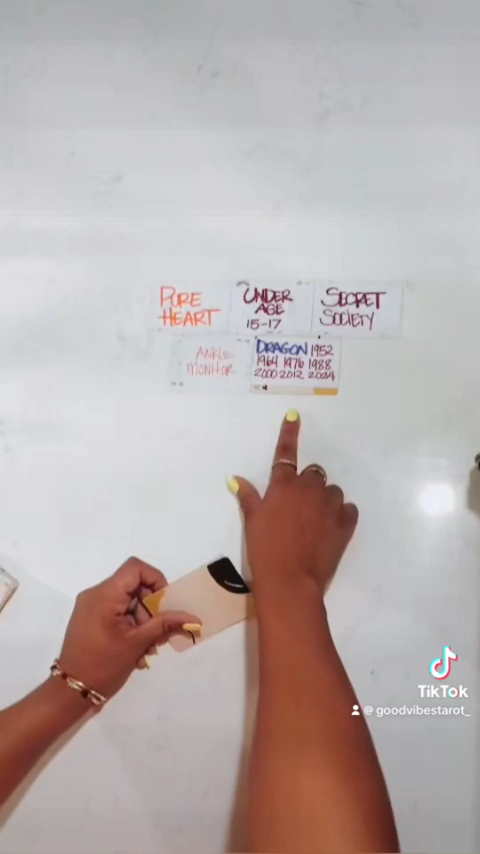 PURE
HEART
UNDER
AGE
15-17
SECRET
SOCIETY
ANKLE
MONITOR
DRAGON 1952
1964 1976 1988
2000 2012 2024
TikTok
@goodvibestarot_